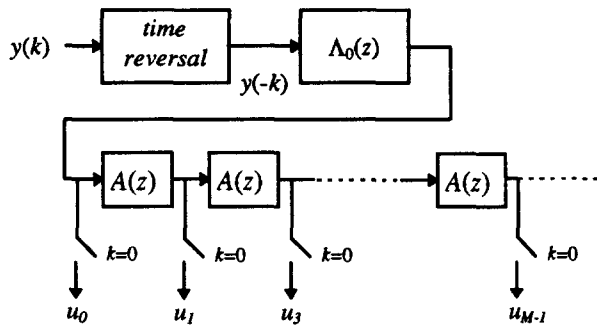 y(k)
time reversal
y(-k)
Λ₀(z)
A(z)
A(z)
A(z)
k=0
k=0
k=0
k=0
u₀
u₁
u₃
u_{M-1}